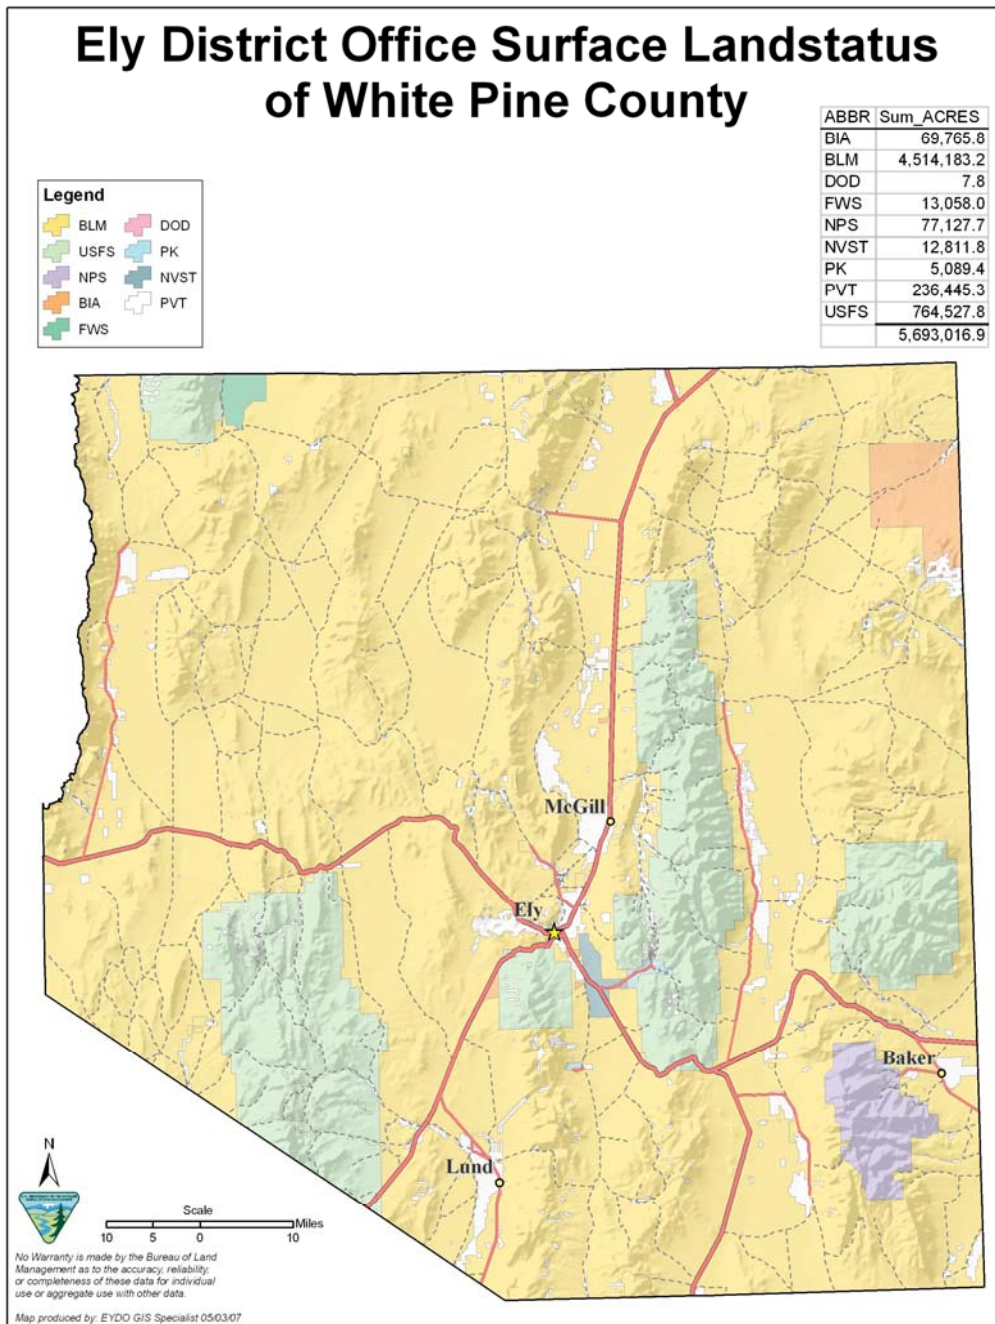 Ely District Office Surface Landstatus
of White Pine County
ABBR Sum_ACRES
BIA 69,765.8
BLM 4,514,183.2
DOD 7.8
FWS 13,058.0
NPS 77,127.7
NVST 12,811.8
PK 5,089.4
PVT 236,445.3
USFS 764,527.8
5,693,016.9
Legend
BLM DOD
USFS PK
NPS NVST
BIA PVT
FWS
McGill
Ely
Baker
Lund
N
Scale
10 5 0 10 Miles
No Warranty is made by the Bureau of Land
Management as to the accuracy, reliability,
or completeness of these data for individual
use or aggregate use with other data.
Map produced by: EYDO GIS Specialist 05/03/07